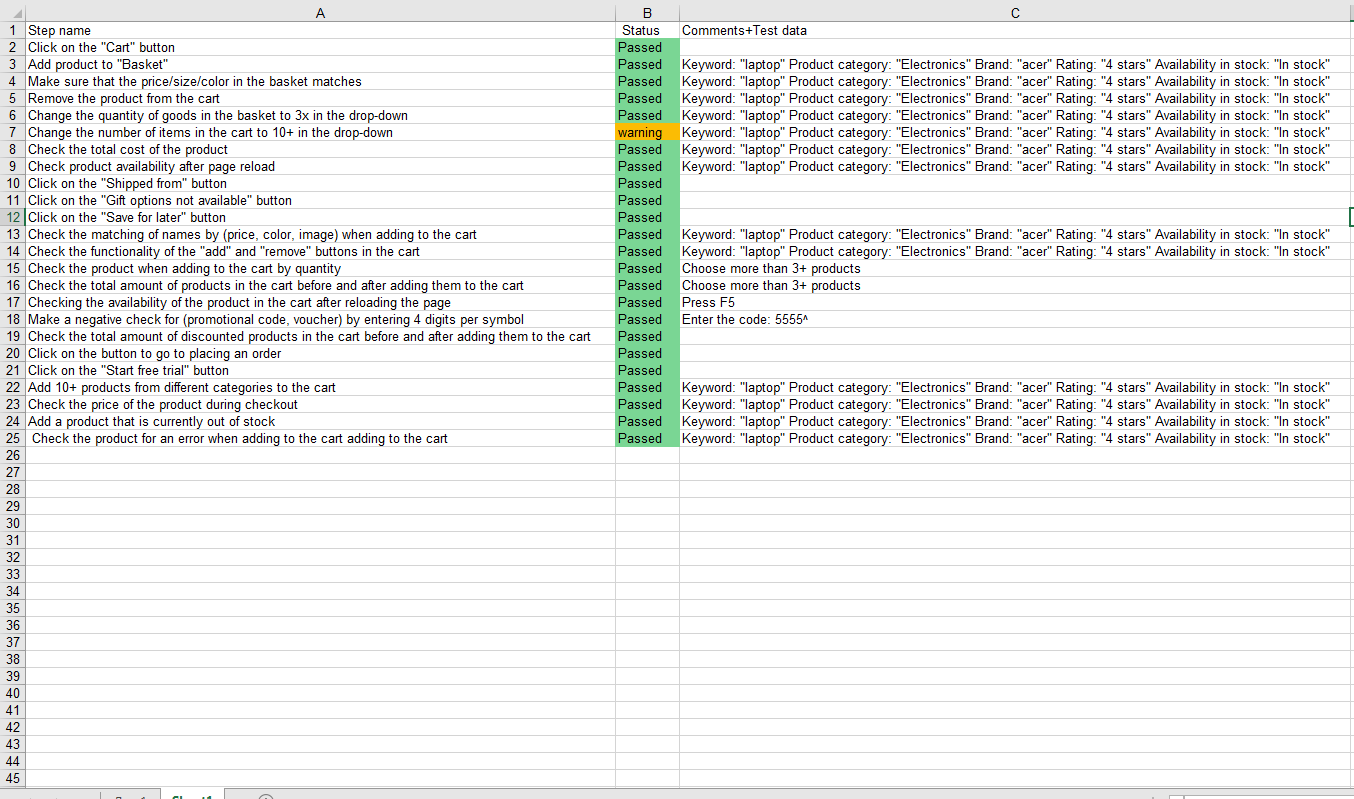 A B C
1 Step name Status Comments+Test data
2 Click on the "Cart" button Passed
3 Add product to "Basket" Passed Keyword: "laptop" Product category: "Electronics" Brand: "acer" Rating: "4 stars" Availability in stock: "In stock"
4 Make sure that the price/size/color in the basket matches Passed Keyword: "laptop" Product category: "Electronics" Brand: "acer" Rating: "4 stars" Availability in stock: "In stock"
5 Remove the product from the cart Passed Keyword: "laptop" Product category: "Electronics" Brand: "acer" Rating: "4 stars" Availability in stock: "In stock"
6 Change the quantity of goods in the basket to 3x in the drop-down Passed Keyword: "laptop" Product category: "Electronics" Brand: "acer" Rating: "4 stars" Availability in stock: "In stock"
7 Change the number of items in the cart to 10+ in the drop-down warning Keyword: "laptop" Product category: "Electronics" Brand: "acer" Rating: "4 stars" Availability in stock: "In stock"
8 Check the total cost of the product Passed Keyword: "laptop" Product category: "Electronics" Brand: "acer" Rating: "4 stars" Availability in stock: "In stock"
9 Check product availability after page reload Passed Keyword: "laptop" Product category: "Electronics" Brand: "acer" Rating: "4 stars" Availability in stock: "In stock"
10 Click on the "Shipped from" button Passed
11 Click on the "Gift options not available" button Passed
12 Click on the "Save for later" button Passed
13 Check the matching of names by (price, color, image) when adding to the cart Passed Keyword: "laptop" Product category: "Electronics" Brand: "acer" Rating: "4 stars" Availability in stock: "In stock"
14 Check the functionality of the "add" and "remove" buttons in the cart Passed Keyword: "laptop" Product category: "Electronics" Brand: "acer" Rating: "4 stars" Availability in stock: "In stock"
15 Check the product when adding to the cart by quantity Passed Choose more than 3+ products
16 Check the total amount of products in the cart before and after adding them to the cart Passed Choose more than 3+ products
17 Checking the availability of the product in the cart after reloading the page Passed Press F5
18 Make a negative check for (promotional code, voucher) by entering 4 digits per symbol Passed Enter the code: 5555^
19 Check the total amount of discounted products in the cart before and after adding them to the cart Passed
20 Click on the button to go to placing an order Passed
21 Click on the "Start free trial" button Passed
22 Add 10+ products from different categories to the cart Passed Keyword: "laptop" Product category: "Electronics" Brand: "acer" Rating: "4 stars" Availability in stock: "In stock"
23 Check the price of the product during checkout Passed Keyword: "laptop" Product category: "Electronics" Brand: "acer" Rating: "4 stars" Availability in stock: "In stock"
24 Add a product that is currently out of stock Passed Keyword: "laptop" Product category: "Electronics" Brand: "acer" Rating: "4 stars" Availability in stock: "In stock"
25 Check the product for an error when adding to the cart adding to the cart Passed Keyword: "laptop" Product category: "Electronics" Brand: "acer" Rating: "4 stars" Availability in stock: "In stock"
26
27
28
29
30
31
32
33
34
35
36
37
38
39
40
41
42
43
44
45